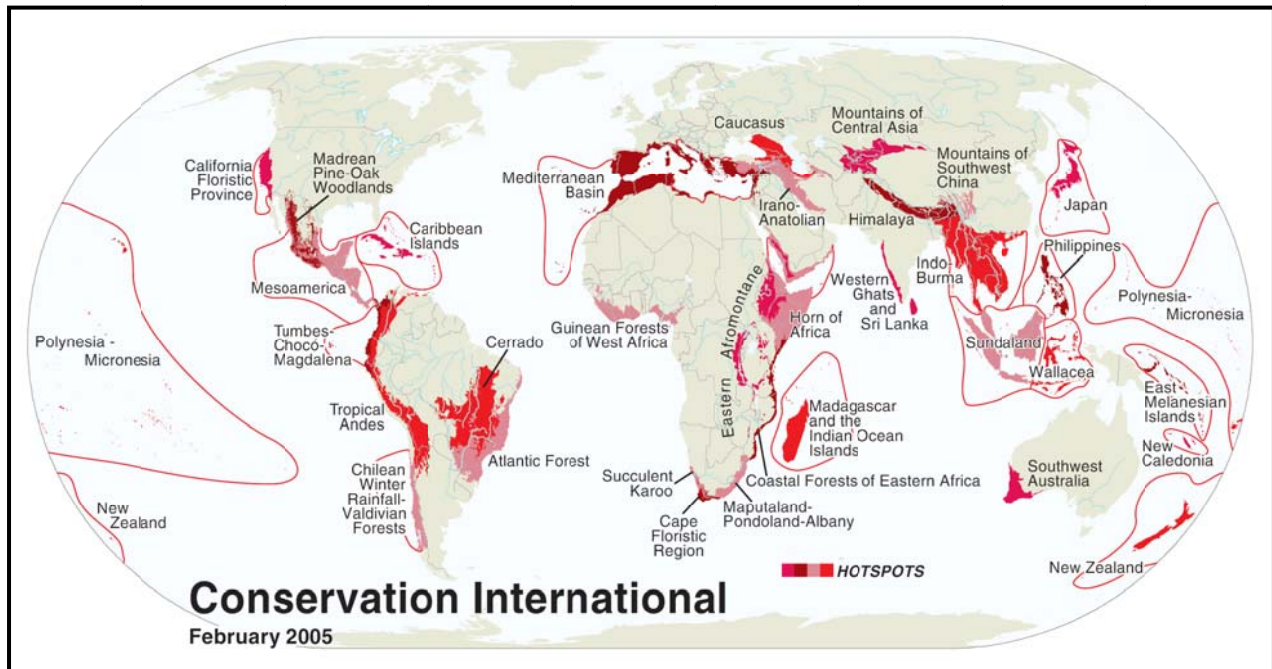 California
Floristic
Province
Madrean
Pine-Oak
Woodlands
Caribbean
Islands
Mesoamerica
Polynesia -
Micronesia
Tumbes-
Chocó-
Magdalena
Cerrado
Tropical
Andes
Atlantic Forest
Chilean
Winter
Rainfall-
Valdivian
Forests
New
Zealand
Mediterranean
Basin
Caucasus
Irano-
Anatolian
Mountains of
Central Asia
Mountains of
Southwest
China
Himalaya
Japan
Philippines
Indo-
Burma
Western
Ghats
and
Sri Lanka
Guinean Forests
of West Africa
Eastern Afromontane
Horn of
Africa
Sundaland
Wallacea
Polynesia-
Micronesia
East
Melanesian
Islands
New
Caledonia
Madagascar
and the
Indian Ocean
Islands
Coastal Forests of Eastern Africa
Succulent
Karoo
Cape
Floristic
Region
Maputaland-
Pondoland-Albany
Southwest
Australia
New Zealand
HOTSPOTS
Conservation International
February 2005